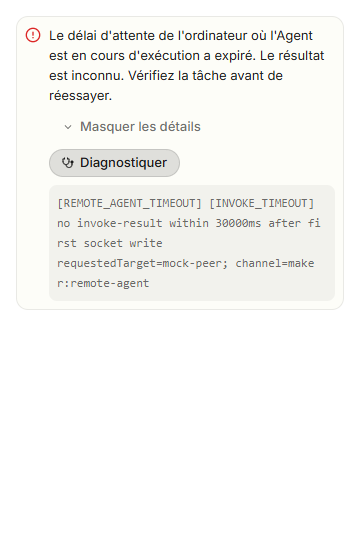 Le délai d'attente de l'ordinateur où l'Agent
est en cours d'exécution a expiré. Le résultat
est inconnu. Vérifiez la tâche avant de
réessayer.
Masquer les détails
Diagnostiquer
[REMOTE_AGENT_TIMEOUT] [INVOKE_TIMEOUT]
no invoke-result within 30000ms after fi
rst socket write
requestedTarget=mock-peer; channel=make
r:remote-agent